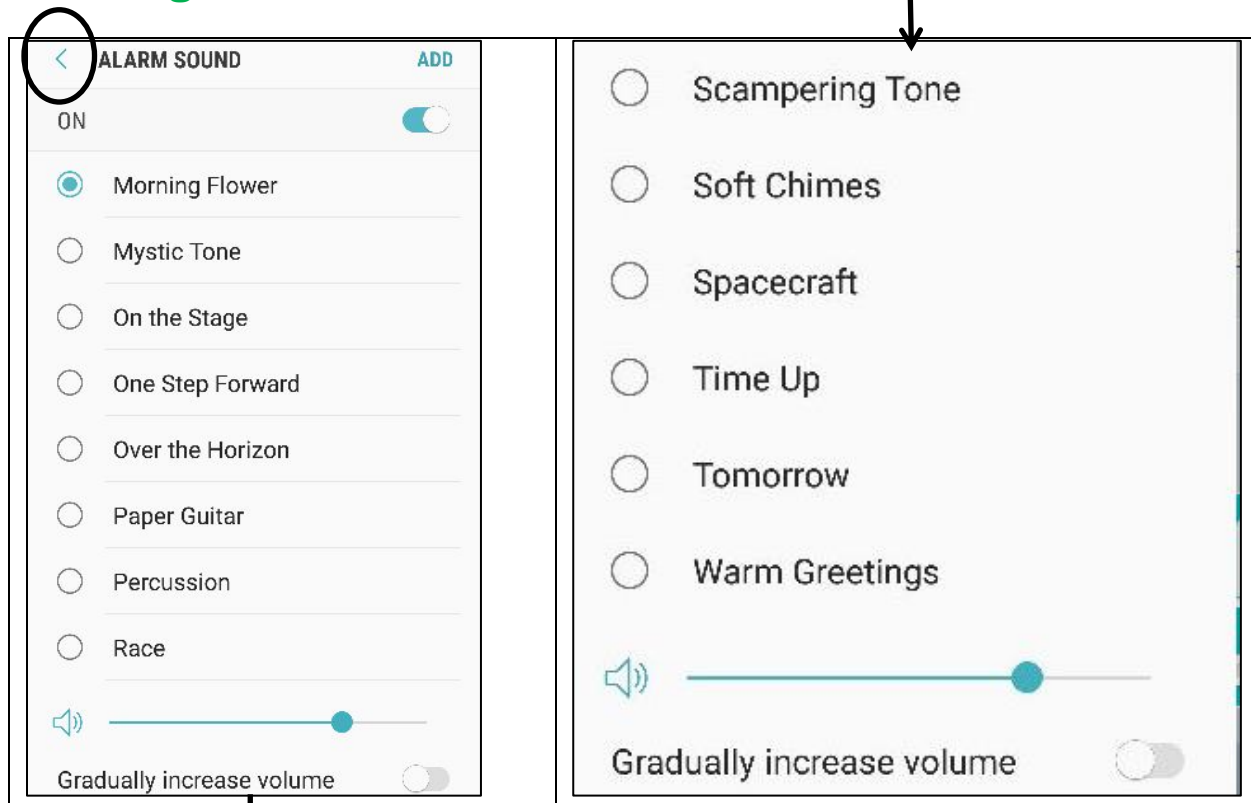 ALARM SOUND ADD
ON
Morning Flower
Mystic Tone
On the Stage
One Step Forward
Over the Horizon
Paper Guitar
Percussion
Race
Gradually increase volume
Scampering Tone
Soft Chimes
Spacecraft
Time Up
Tomorrow
Warm Greetings
Gradually increase volume